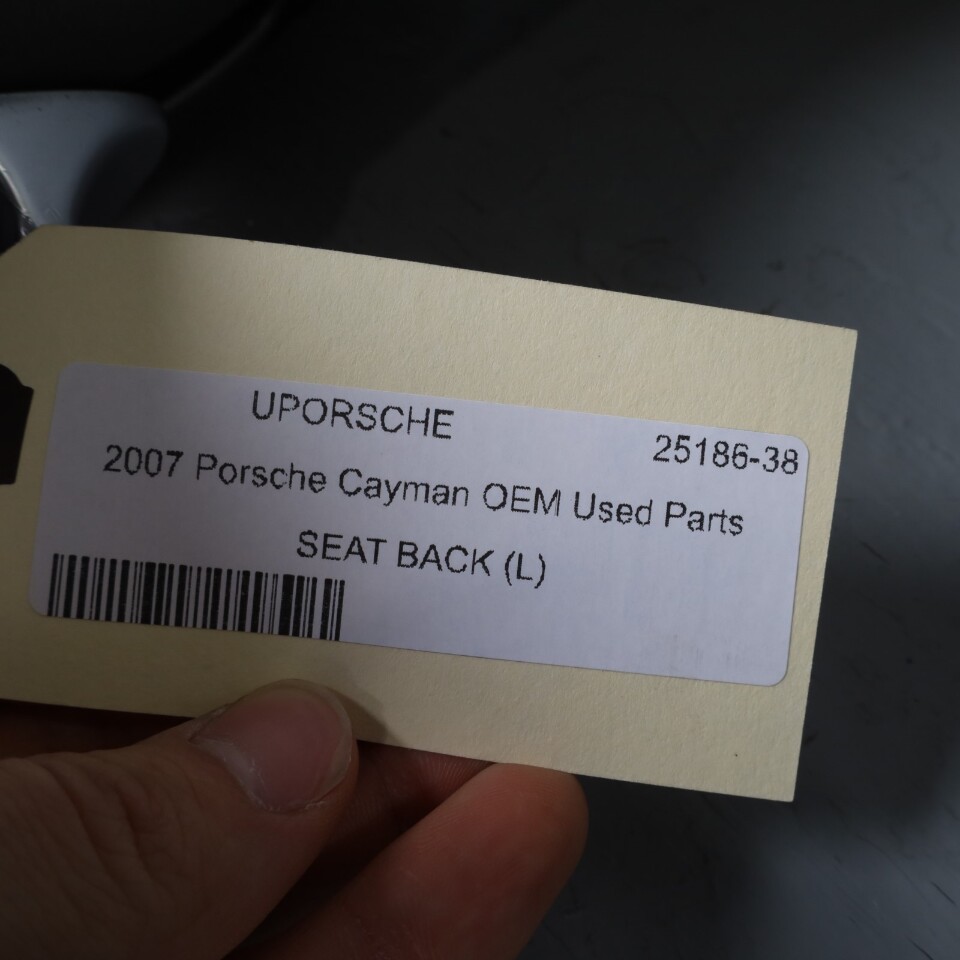 UPORSCHE
25186-38
2007 Porsche Cayman OEM Used Parts
SEAT BACK (L)